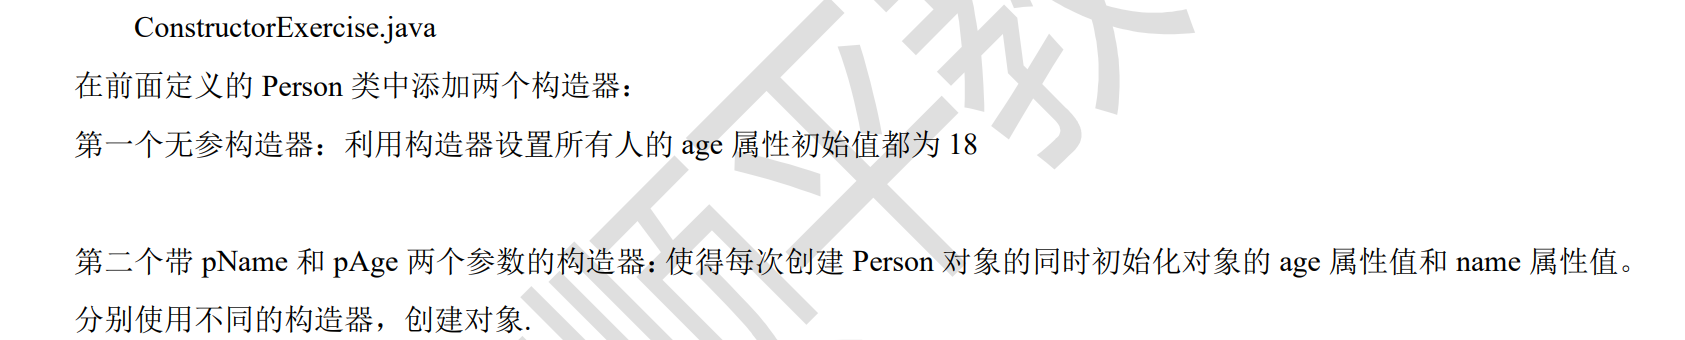 ConstructorExercise.java
在前面定义的 Person 类中添加两个构造器：
第一个无参构造器：利用构造器设置所有人的 age 属性初始值都为 18
第二个带 pName 和 pAge 两个参数的构造器：使得每次创建 Person 对象的同时初始化对象的 age 属性值和 name 属性值。
分别使用不同的构造器，创建对象.
师平教